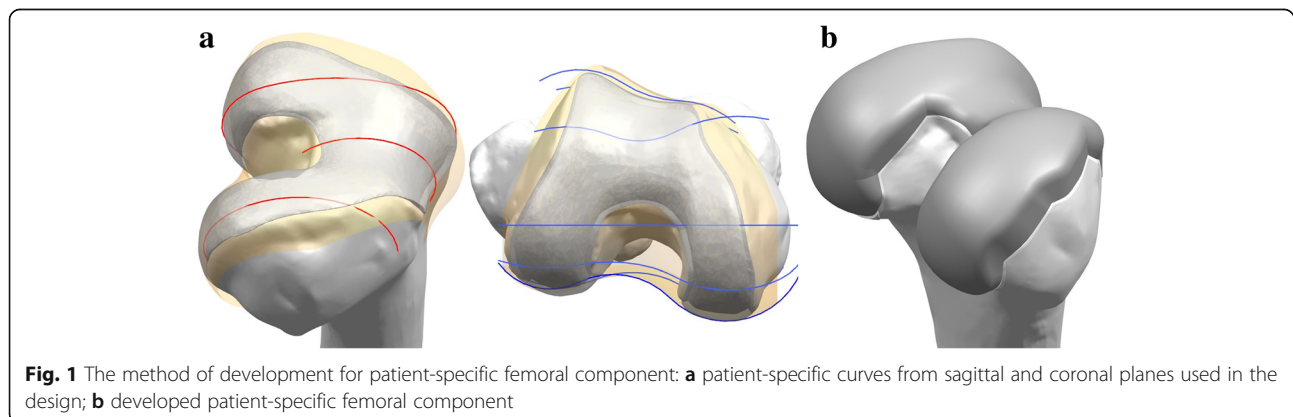 a
b
Fig. 1 The method of development for patient-specific femoral component: a patient-specific curves from sagittal and coronal planes used in the
design; b developed patient-specific femoral component